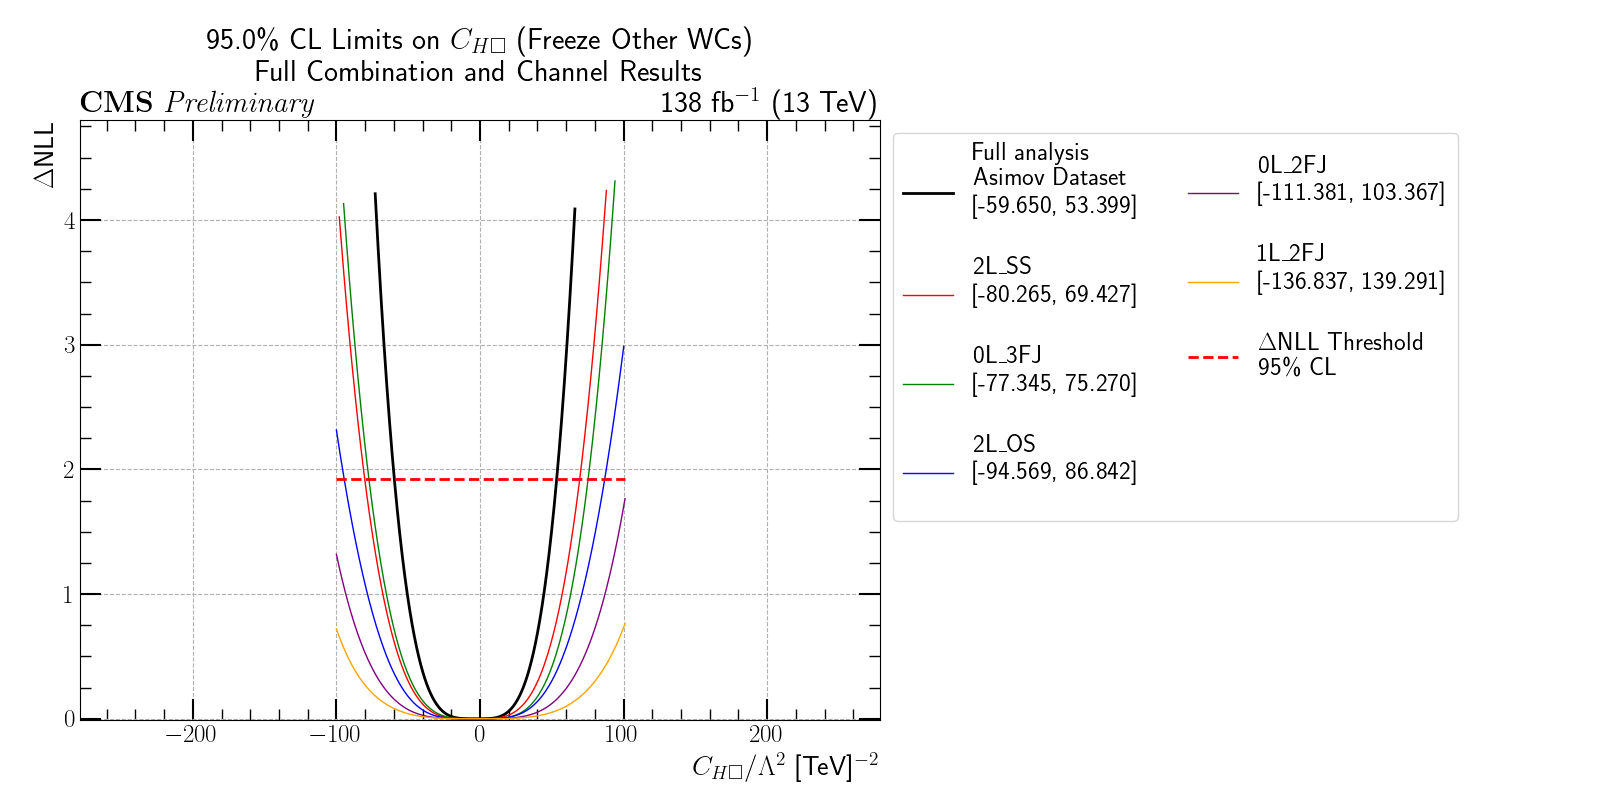 95.0% CL Limits on $C_{H\square}$ (Freeze Other WCs)
Full Combination and Channel Results
CMS Preliminary
138 fb$^{-1}$ (13 TeV)
ΔNLL
4
3
2
1
0
−200
−100
0
100
200
$C_{H\square}/\Lambda^2$ [TeV]$^{-2}$
Full analysis
Asimov Dataset
[-59.650, 53.399]
2L_SS
[-80.265, 69.427]
0L_3FJ
[-77.345, 75.270]
2L_OS
[-94.569, 86.842]
0L_2FJ
[-111.381, 103.367]
1L_2FJ
[-136.837, 139.291]
ΔNLL Threshold
95% CL